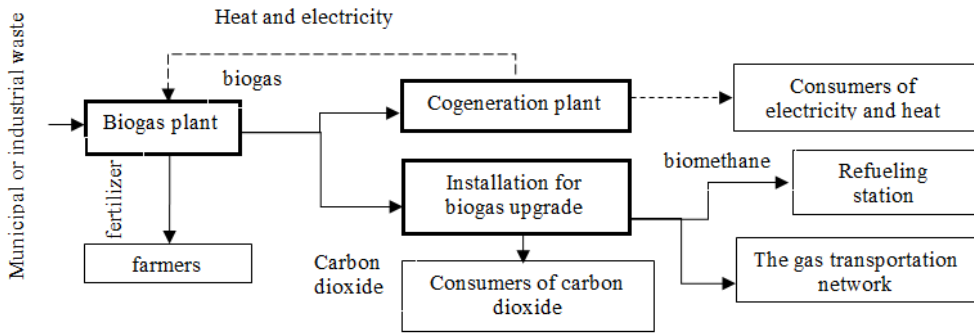 Heat and electricity
Municipal or industrial waste
biogas
Biogas plant
Cogeneration plant
Consumers of
electricity and heat
fertilizer
Installation for
biogas upgrade
biomethane
Refueling
station
farmers
Carbon
dioxide
Consumers of carbon
dioxide
The gas transportation
network